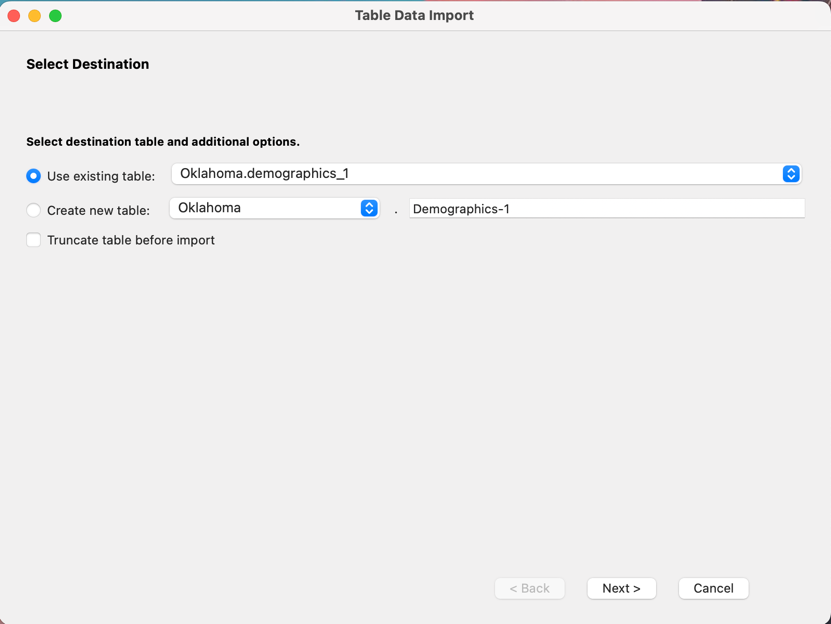 Table Data Import
Select Destination
Select destination table and additional options.
Use existing table: Oklahoma.demographics_1
Create new table: Oklahoma . Demographics-1
Truncate table before import
< Back Next > Cancel